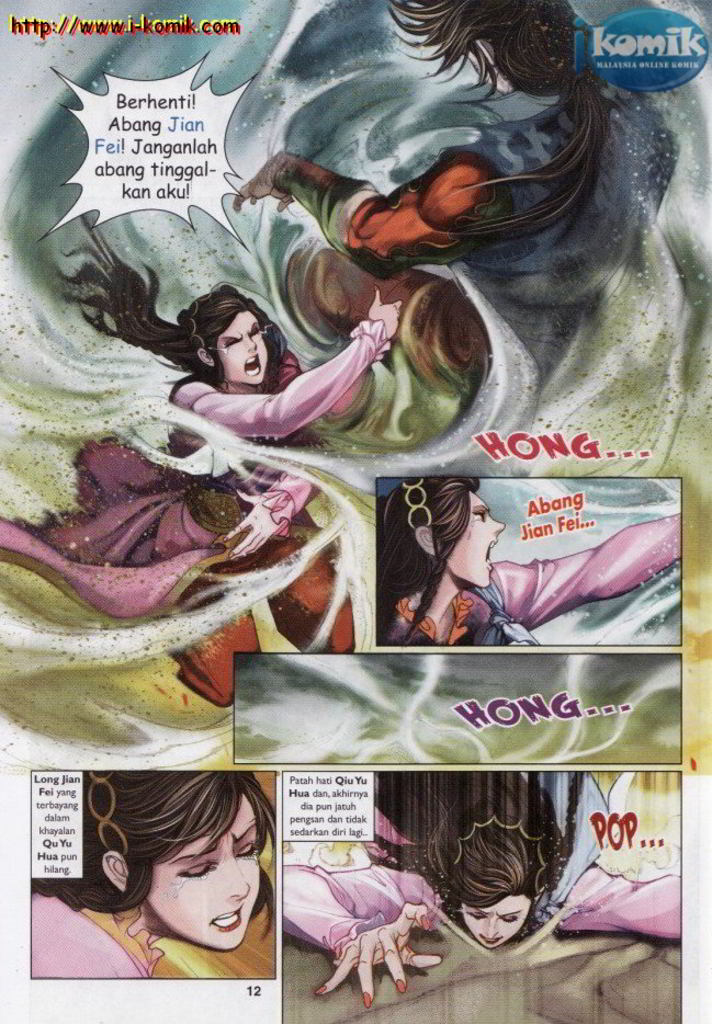 http://www.i-komik.com
iKomik
MALAYSIA ONLINE KOMIK
Berhenti!
Abang Jian
Fei! Janganlah
abang tinggal-
kan aku!
HONG...
Abang
Jian Fei...
HONG...
Long Jian
Fei yang
terbayang
dalam
khayalan
Qu Yu
Hua pun
hilang.
Patah hati Qiu Yu
Hua dan, akhirnya
dia pun jatuh
pengsan dan tidak
sedarkan diri lagi..
POP...
12